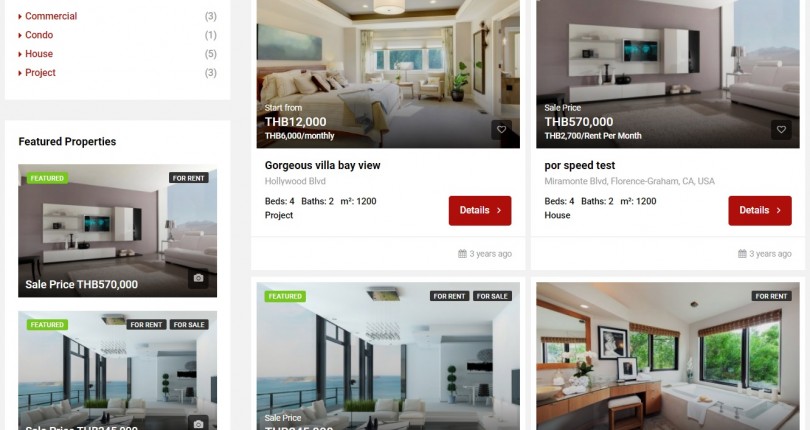 Commercial (3)
Condo (1)
House (5)
Project (3)
Featured Properties
FEATURED FOR RENT
Sale Price THB570,000
FEATURED FOR RENT FOR SALE
Start from
THB12,000
THB6,000/monthly
Gorgeous villa bay view
Hollywood Blvd
Beds: 4 Baths: 2 m²: 1200
Project
Details
3 years ago
Sale Price
THB570,000
THB2,700/Rent Per Month
por speed test
Miramonte Blvd, Florence-Graham, CA, USA
Beds: 4 Baths: 2 m²: 1200
House
Details
3 years ago
FEATURED FOR RENT FOR SALE
Sale Price
FOR RENT